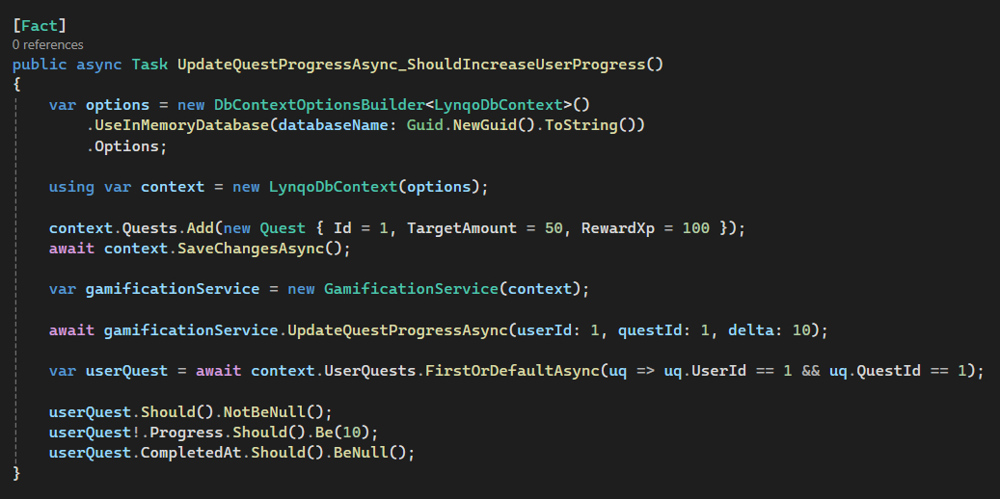 [Fact]
0 references
public async Task UpdateQuestProgressAsync_ShouldIncreaseUserProgress()
{
    var options = new DbContextOptionsBuilder<LynqoDbContext>()
        .UseInMemoryDatabase(databaseName: Guid.NewGuid().ToString())
        .Options;

    using var context = new LynqoDbContext(options);

    context.Quests.Add(new Quest { Id = 1, TargetAmount = 50, RewardXp = 100 });
    await context.SaveChangesAsync();

    var gamificationService = new GamificationService(context);

    await gamificationService.UpdateQuestProgressAsync(userId: 1, questId: 1, delta: 10);

    var userQuest = await context.UserQuests.FirstOrDefaultAsync(uq => uq.UserId == 1 && uq.QuestId == 1);

    userQuest.Should().NotBeNull();
    userQuest!.Progress.Should().Be(10);
    userQuest.CompletedAt.Should().BeNull();
}